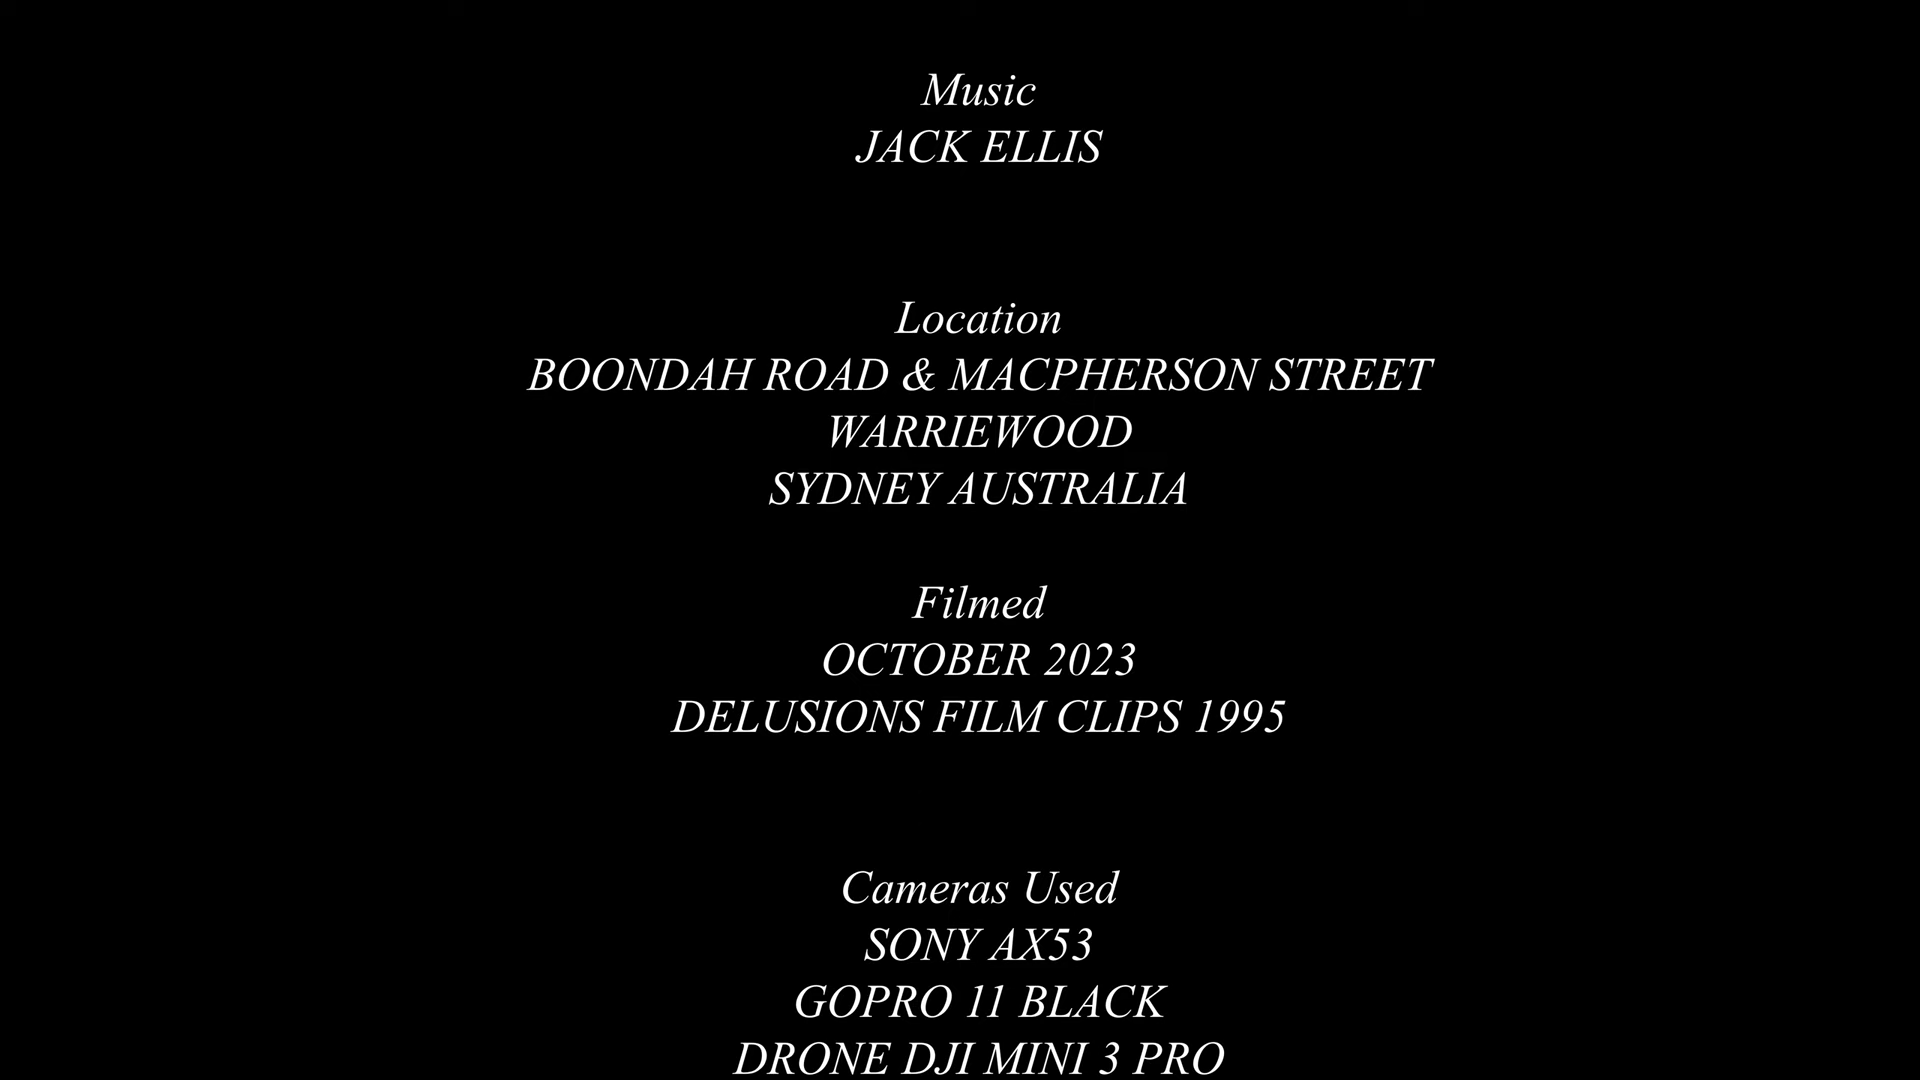 Music
JACK ELLIS
Location
BOONDAH ROAD & MACPHERSON STREET
WARRIEWOOD
SYDNEY AUSTRALIA
Filmed
OCTOBER 2023
DELUSIONS FILM CLIPS 1995
Cameras Used
SONY AX53
GOPRO 11 BLACK
DRONE DJI MINI 3 PRO